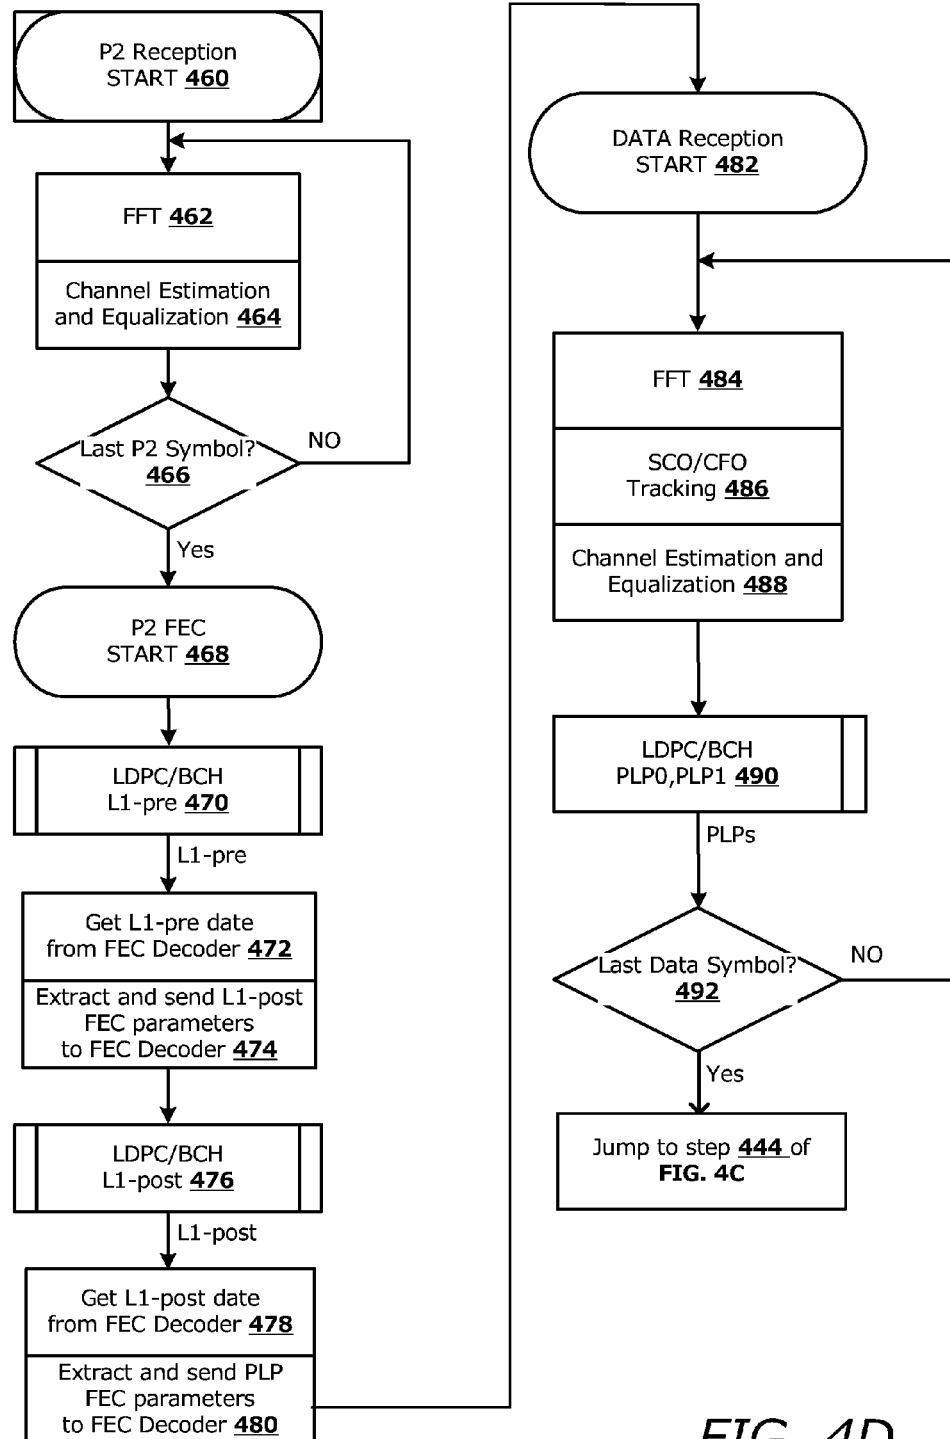 P2 Reception
START 460
FFT 462
Channel Estimation
and Equalization 464
Last P2 Symbol?
466
NO
Yes
P2 FEC
START 468
LDPC/BCH
L1-pre 470
L1-pre
Get L1-pre date
from FEC Decoder 472
Extract and send L1-post
FEC parameters
to FEC Decoder 474
LDPC/BCH
L1-post 476
L1-post
Get L1-post date
from FEC Decoder 478
Extract and send PLP
FEC parameters
to FEC Decoder 480
DATA Reception
START 482
FFT 484
SCO/CFO
Tracking 486
Channel Estimation and
Equalization 488
LDPC/BCH
PLP0,PLP1 490
PLPs
Last Data Symbol?
492
NO
Yes
Jump to step 444 of
FIG. 4C
FIG. 4D